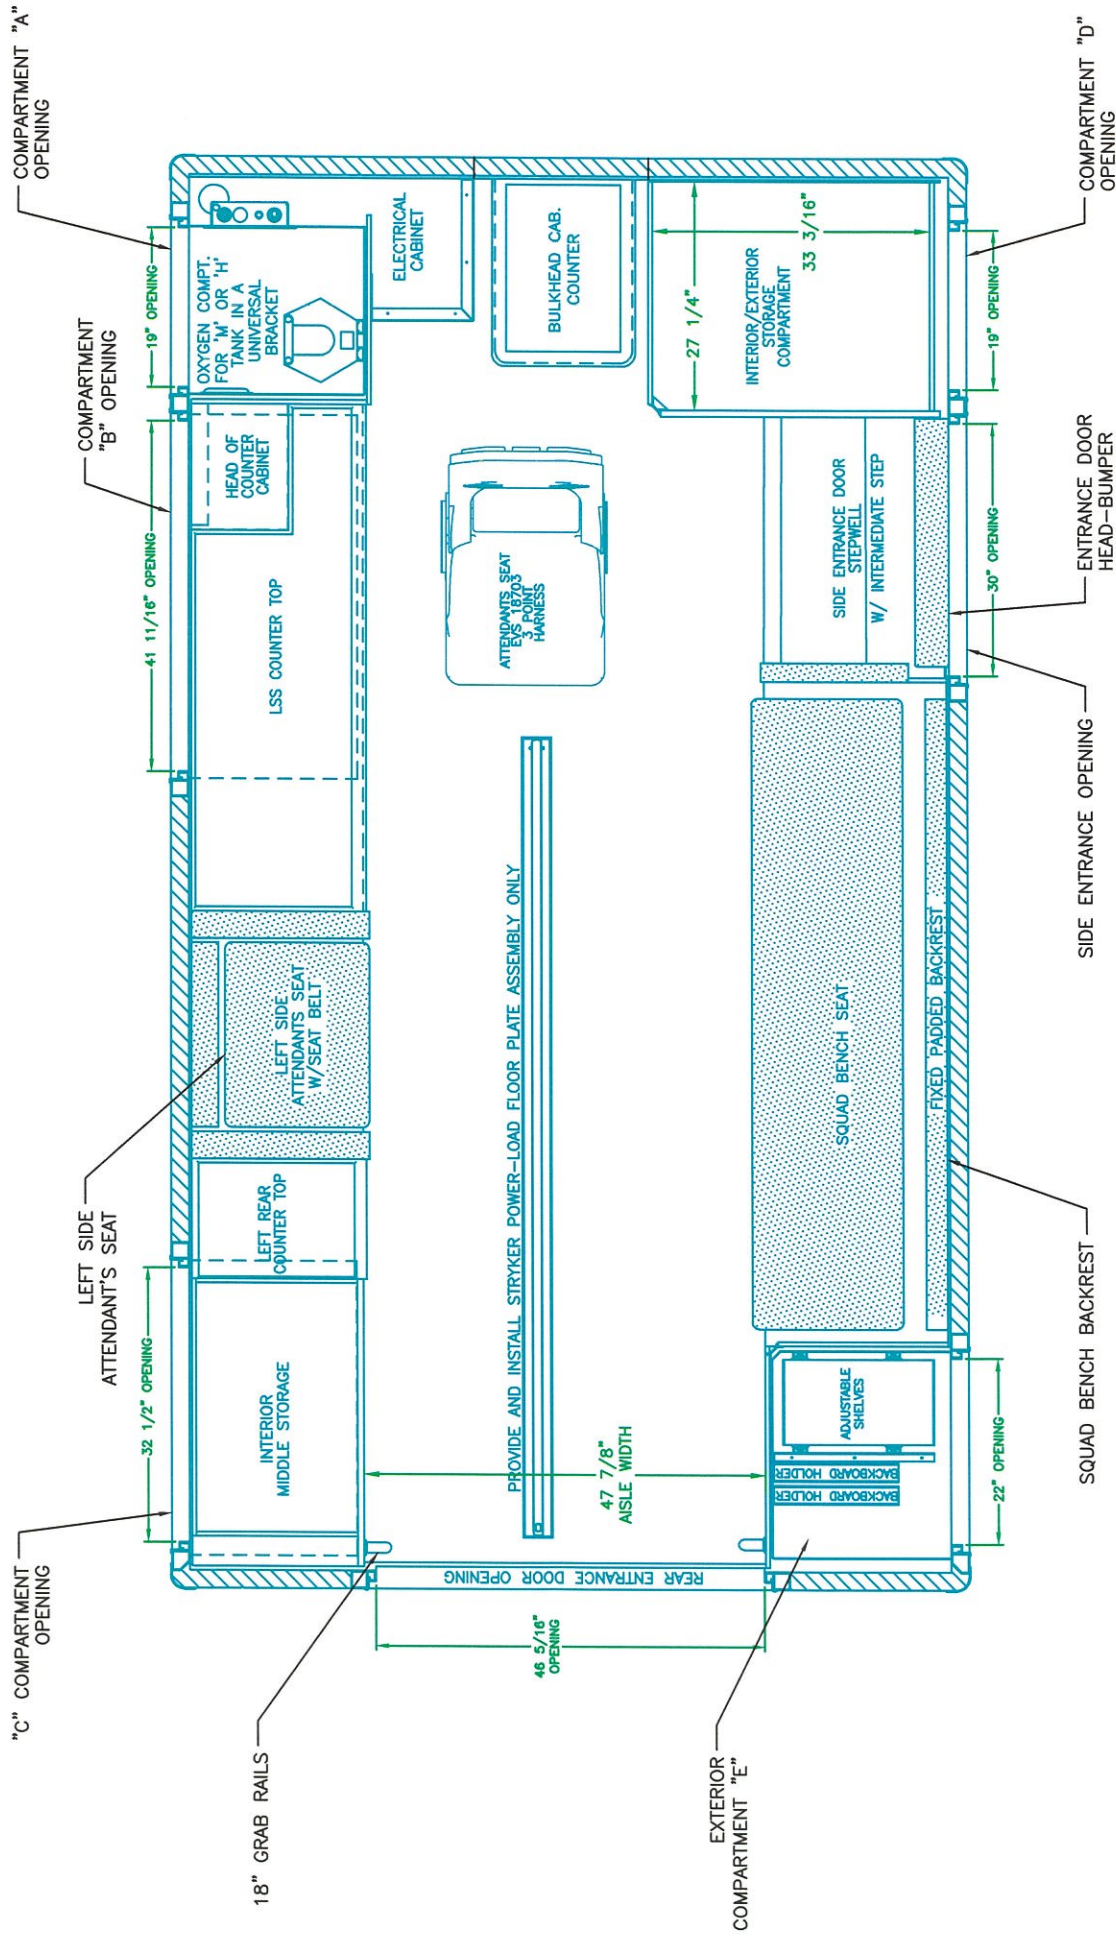 COMPARTMENT "A"
OPENING
COMPARTMENT
"B" OPENING
LEFT SIDE
ATTENDANT'S SEAT
"C" COMPARTMENT
OPENING
19" OPENING
41 11/16" OPENING
32 1/2" OPENING
OXYGEN COMPT.
FOR 'M' OR 'H'
TANK IN A
UNIVERSAL
BRACKET
HEAD OF
COUNTER
CABINET
LSS COUNTER TOP
LEFT SIDE
ATTENDANTS SEAT
W/SEAT BELT
LEFT REAR
COUNTER TOP
INTERIOR
MIDDLE STORAGE
ELECTRICAL
CABINET
BULKHEAD CAB.
COUNTER
ATTENDANTS SEAT
EVS 18703
3 POINT
HARNESS
PROVIDE AND INSTALL STRYKER POWER-LOAD FLOOR PLATE ASSEMBLY ONLY
47 7/8"
AISLE WIDTH
REAR ENTRANCE DOOR OPENING
46 5/16"
OPENING
18" GRAB RAILS
27 1/4"
33 3/16"
INTERIOR/EXTERIOR
STORAGE
COMPARTMENT
SIDE ENTRANCE DOOR
STEPWELL
W/ INTERMEDIATE STEP
SQUAD BENCH SEAT
FIXED PADDED BACKREST
ADJUSTABLE
SHELVES
BACKBOARD HOLDER
BACKBOARD HOLDER
19" OPENING
30" OPENING
22" OPENING
COMPARTMENT "D"
OPENING
ENTRANCE DOOR
HEAD-BUMPER
SIDE ENTRANCE OPENING
SQUAD BENCH BACKREST
EXTERIOR
COMPARTMENT "E"